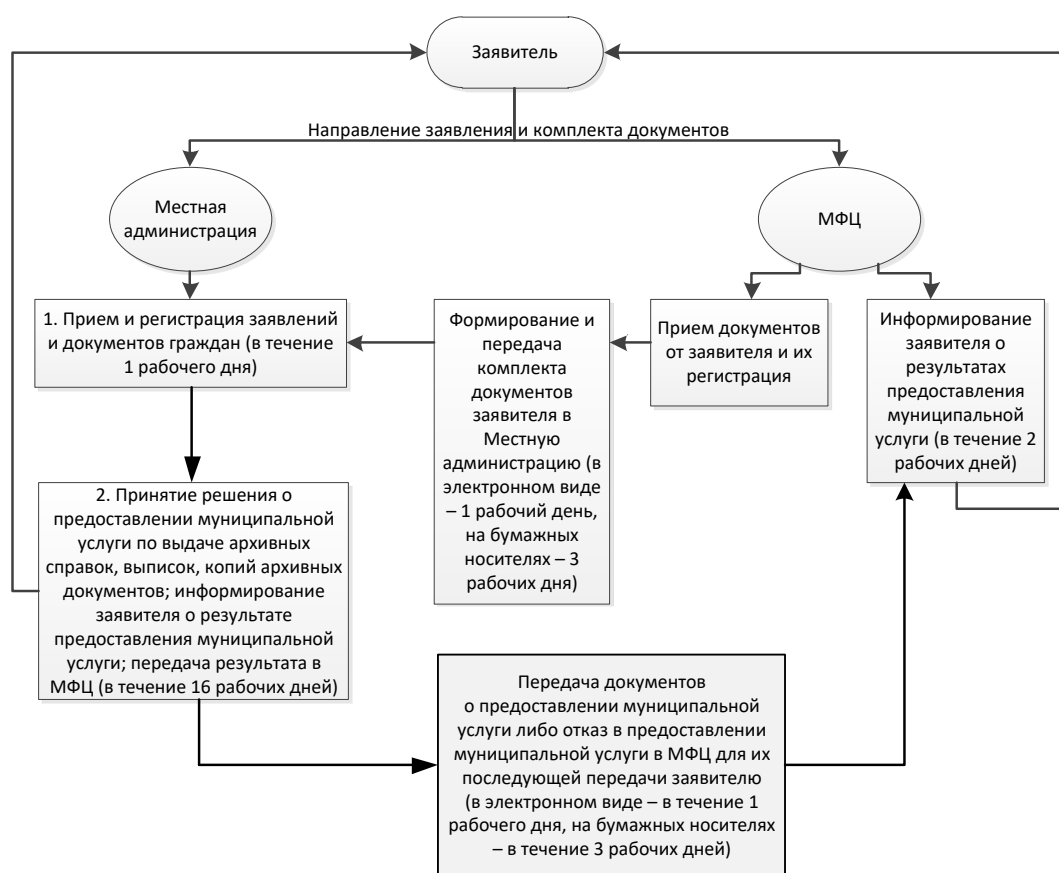 Заявитель
Направление заявления и комплекта документов
Местная
администрация
МФЦ
1. Прием и регистрация заявлений
и документов граждан (в течение
1 рабочего дня)
Формирование и
передача
комплекта
документов
заявителя в
Местную
администрацию (в
электронном виде
– 1 рабочий день,
на бумажных
носителях – 3
рабочих дня)
Прием документов
от заявителя и их
регистрация
Информирование
заявителя о
результатах
предоставления
муниципальной
услуги (в течение 2
рабочих дней)
2. Принятие решения о
предоставлении муниципальной
услуги по выдаче архивных
справок, выписок, копий архивных
документов; информирование
заявителя о результате
предоставления муниципальной
услуги; передача результата в
МФЦ (в течение 16 рабочих дней)
Передача документов
о предоставлении муниципальной
услуги либо отказ в предоставлении
муниципальной услуги в МФЦ для их
последующей передачи заявителю
(в электронном виде – в течение 1
рабочего дня, на бумажных носителях
– в течение 3 рабочих дней)